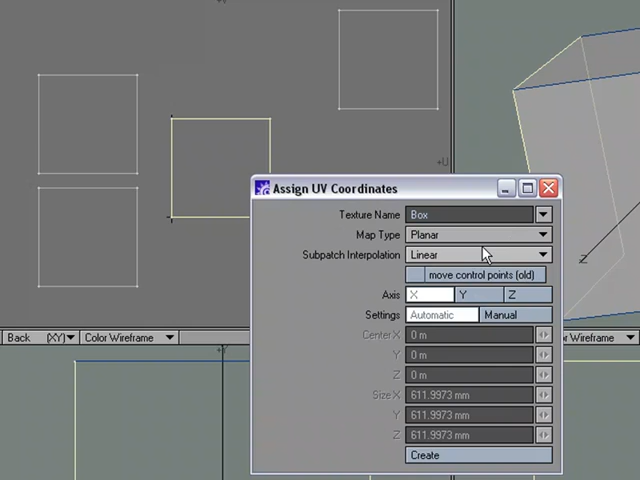 +U
Assign UV Coordinates
Texture Name Box
Map Type Planar
Subpatch Interpolation Linear
move control points (old)
Axis X Y Z
Settings Automatic Manual
Center X 0 m
Y 0 m
Z 0 m
Size X 611.9973 mm
Y 611.9973 mm
Z 611.9973 mm
Create
Z
Back (XY) Color Wireframe
r Wireframe
+Y